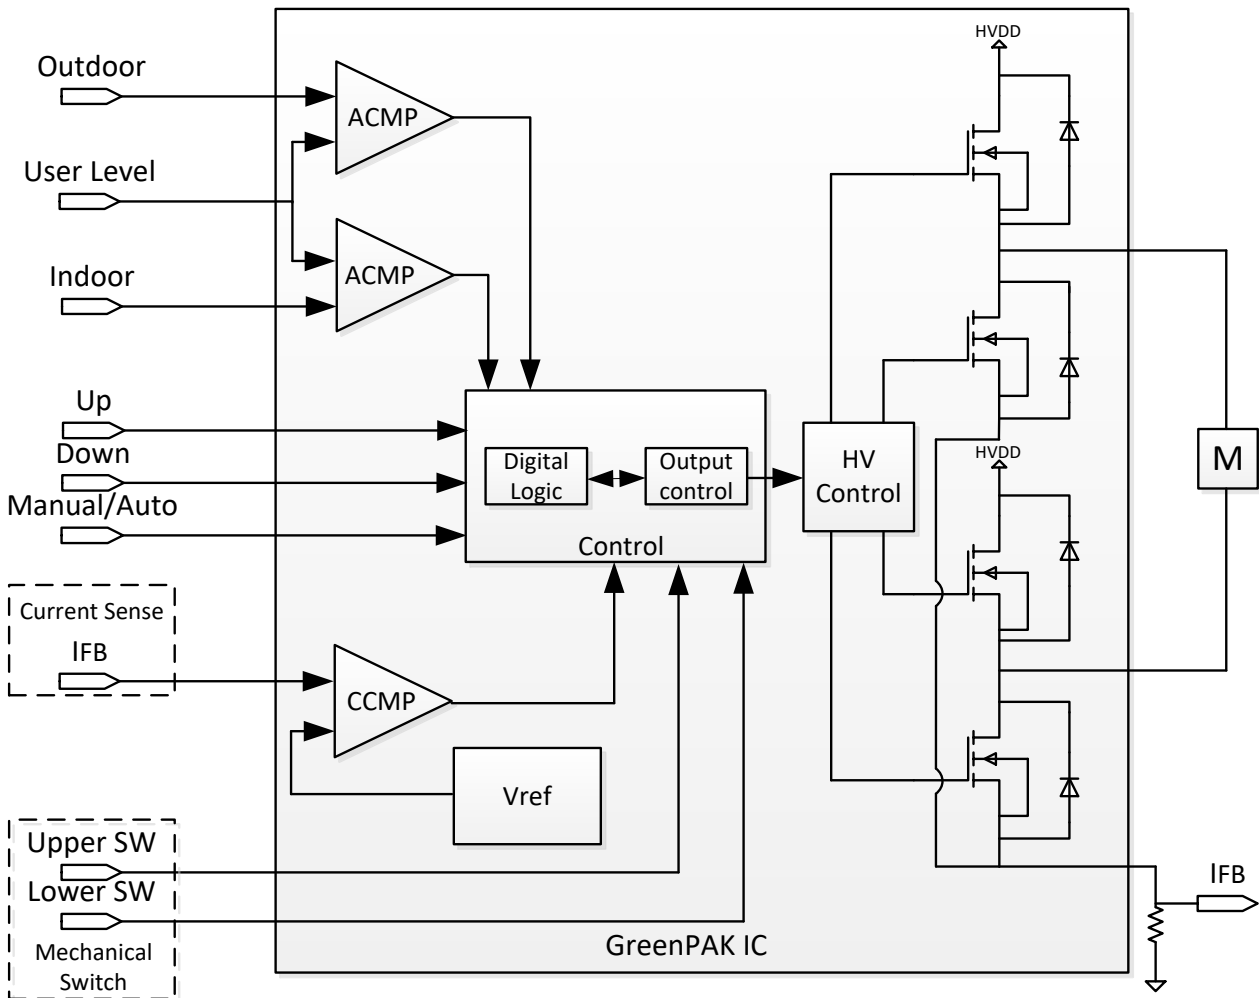 HVDD
Outdoor
ACMP
User Level
Indoor
ACMP
Up
Down
Manual/Auto
Digital
Logic
Output
control
Control
HV
Control
HVDD
M
Current Sense
IFB
CCMP
Vref
Upper SW
Lower SW
Mechanical
Switch
GreenPAK IC
IFB